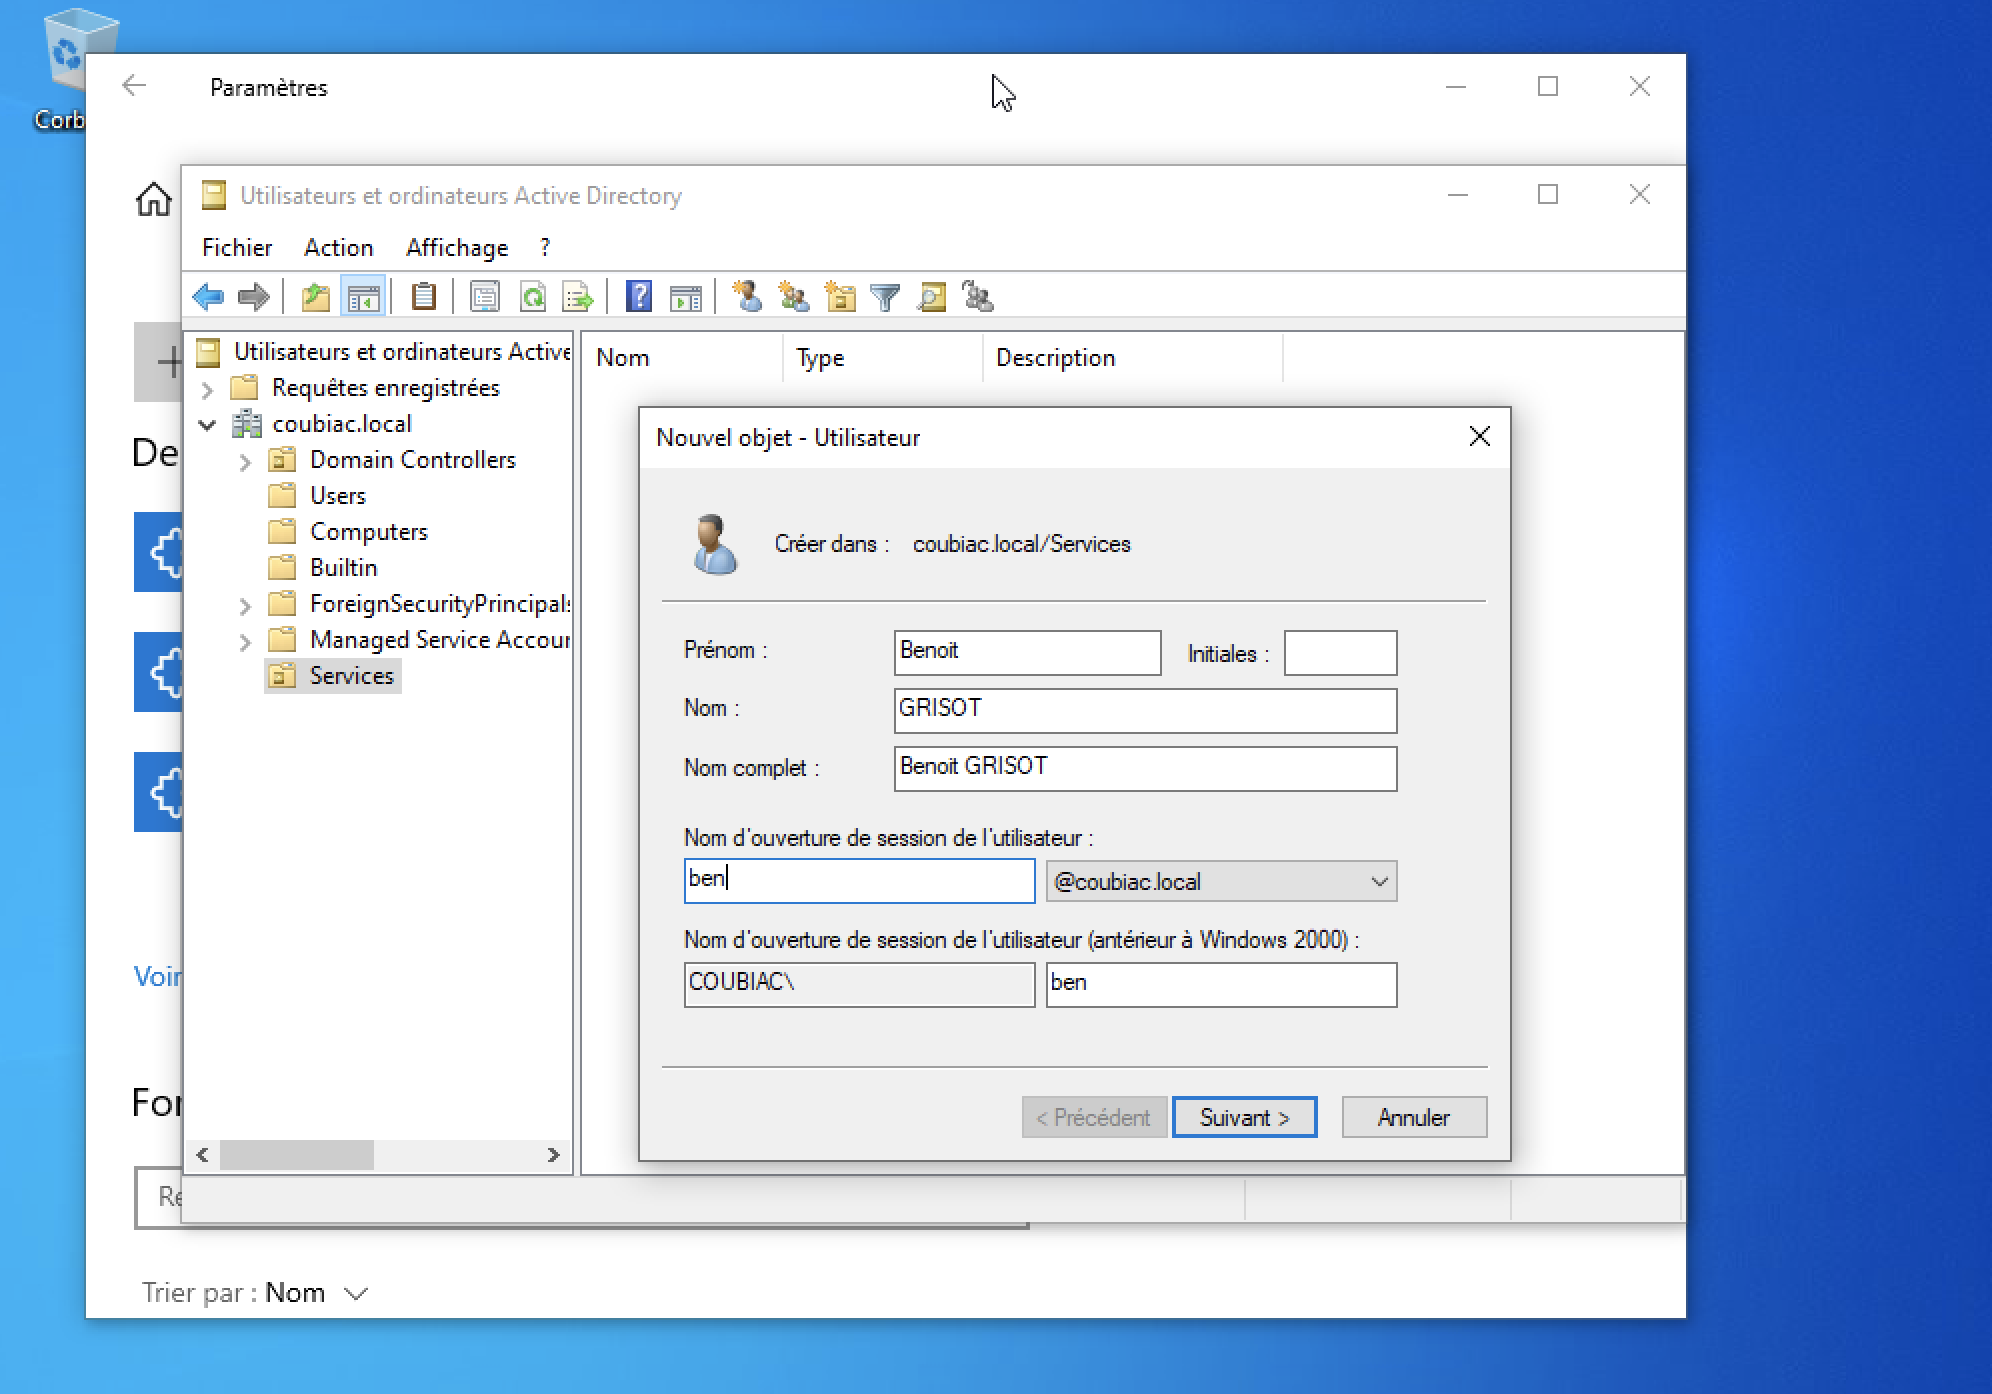 Corb
Paramètres
Utilisateurs et ordinateurs Active Directory
Fichier Action Affichage ?
Utilisateurs et ordinateurs Active
Requêtes enregistrées
coubiac.local
Domain Controllers
Users
Computers
Builtin
ForeignSecurityPrincipals
Managed Service Accour
Services
Nom Type Description
Nouvel objet - Utilisateur
Créer dans : coubiac.local/Services
Prénom : Benoit Initiales :
Nom : GRISOT
Nom complet : Benoit GRISOT
Nom d'ouverture de session de l'utilisateur :
ben @coubiac.local
Nom d'ouverture de session de l'utilisateur (antérieur à Windows 2000) :
COUBIAC\ ben
< Précédent Suivant > Annuler
De
Voir
For
Re
Trier par : Nom